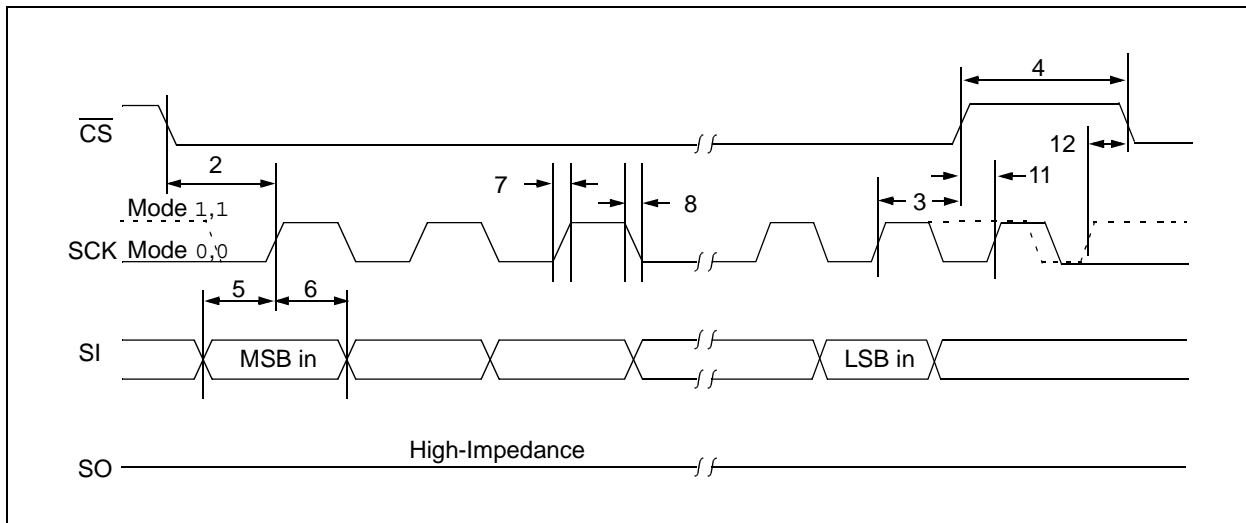 4
CS
12
2
7
8
3
11
Mode 1,1
SCK Mode 0,0
5
6
SI
MSB in
LSB in
High-Impedance
SO